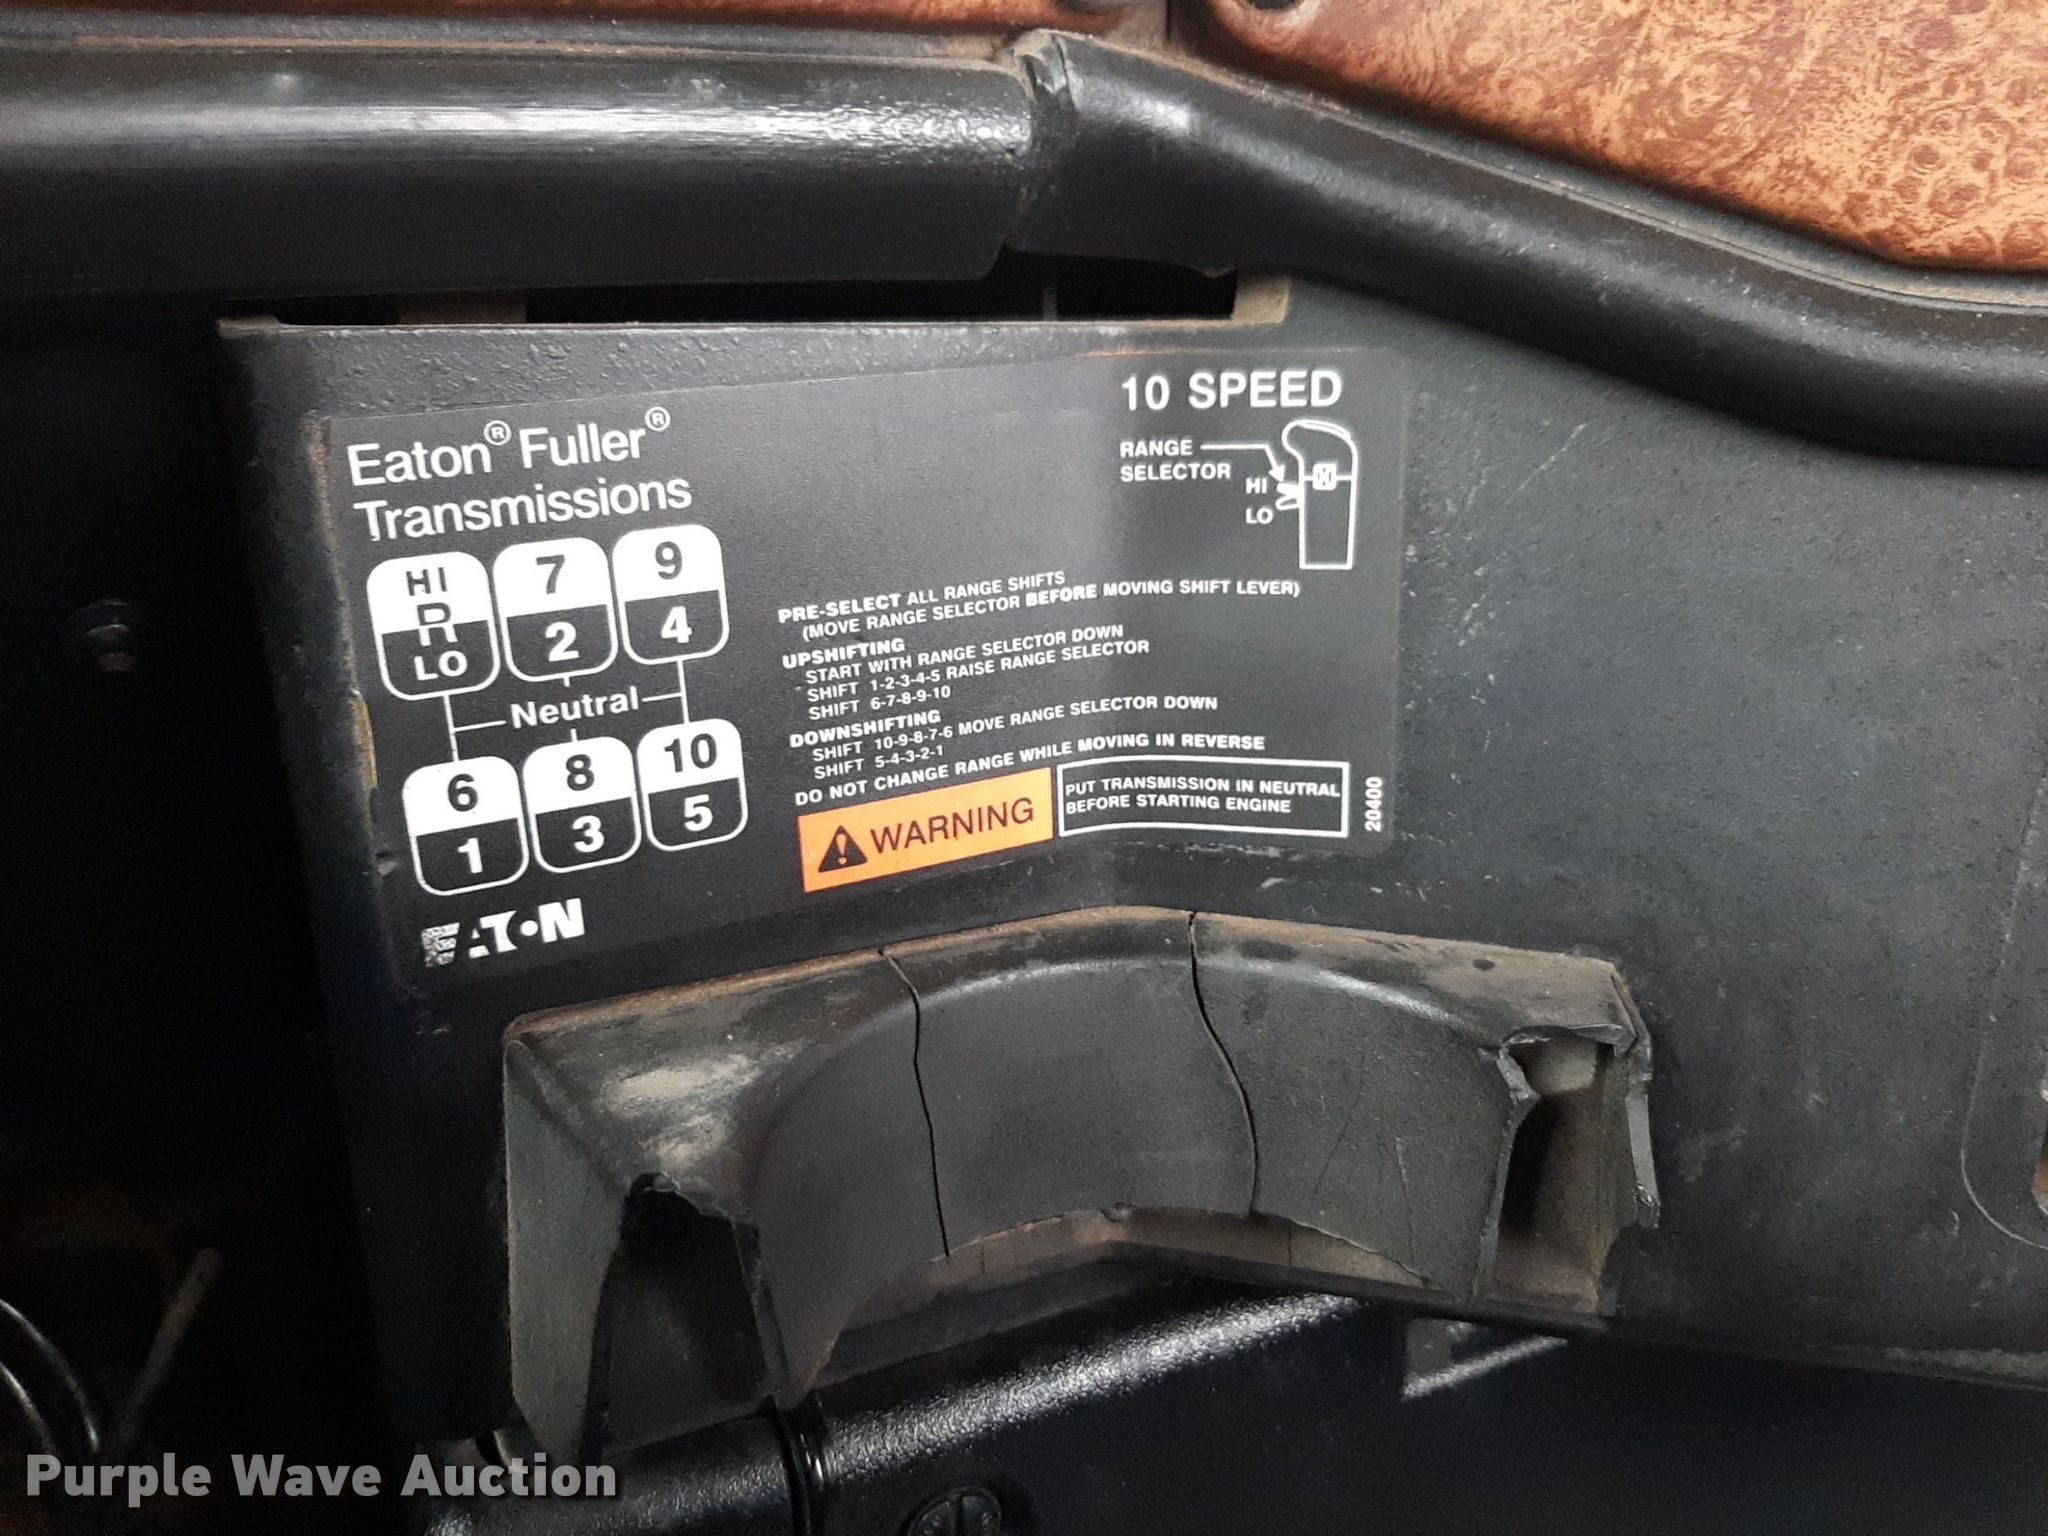 Eaton® Fuller®
Transmissions
10 SPEED
RANGE
SELECTOR
HI
LO
HI
R
LO
7
2
9
4
Neutral
6
1
8
3
10
5
EATON
PRE-SELECT ALL RANGE SHIFTS
(MOVE RANGE SELECTOR BEFORE MOVING SHIFT LEVER)
UPSHIFTING
START WITH RANGE SELECTOR DOWN
SHIFT 1-2-3-4-5 RAISE RANGE SELECTOR
SHIFT 6-7-8-9-10
DOWNSHIFTING
SHIFT 10-9-8-7-6 MOVE RANGE SELECTOR DOWN
SHIFT 5-4-3-2-1
DO NOT CHANGE RANGE WHILE MOVING IN REVERSE
WARNING
PUT TRANSMISSION IN NEUTRAL
BEFORE STARTING ENGINE
20400
Purple Wave Auction